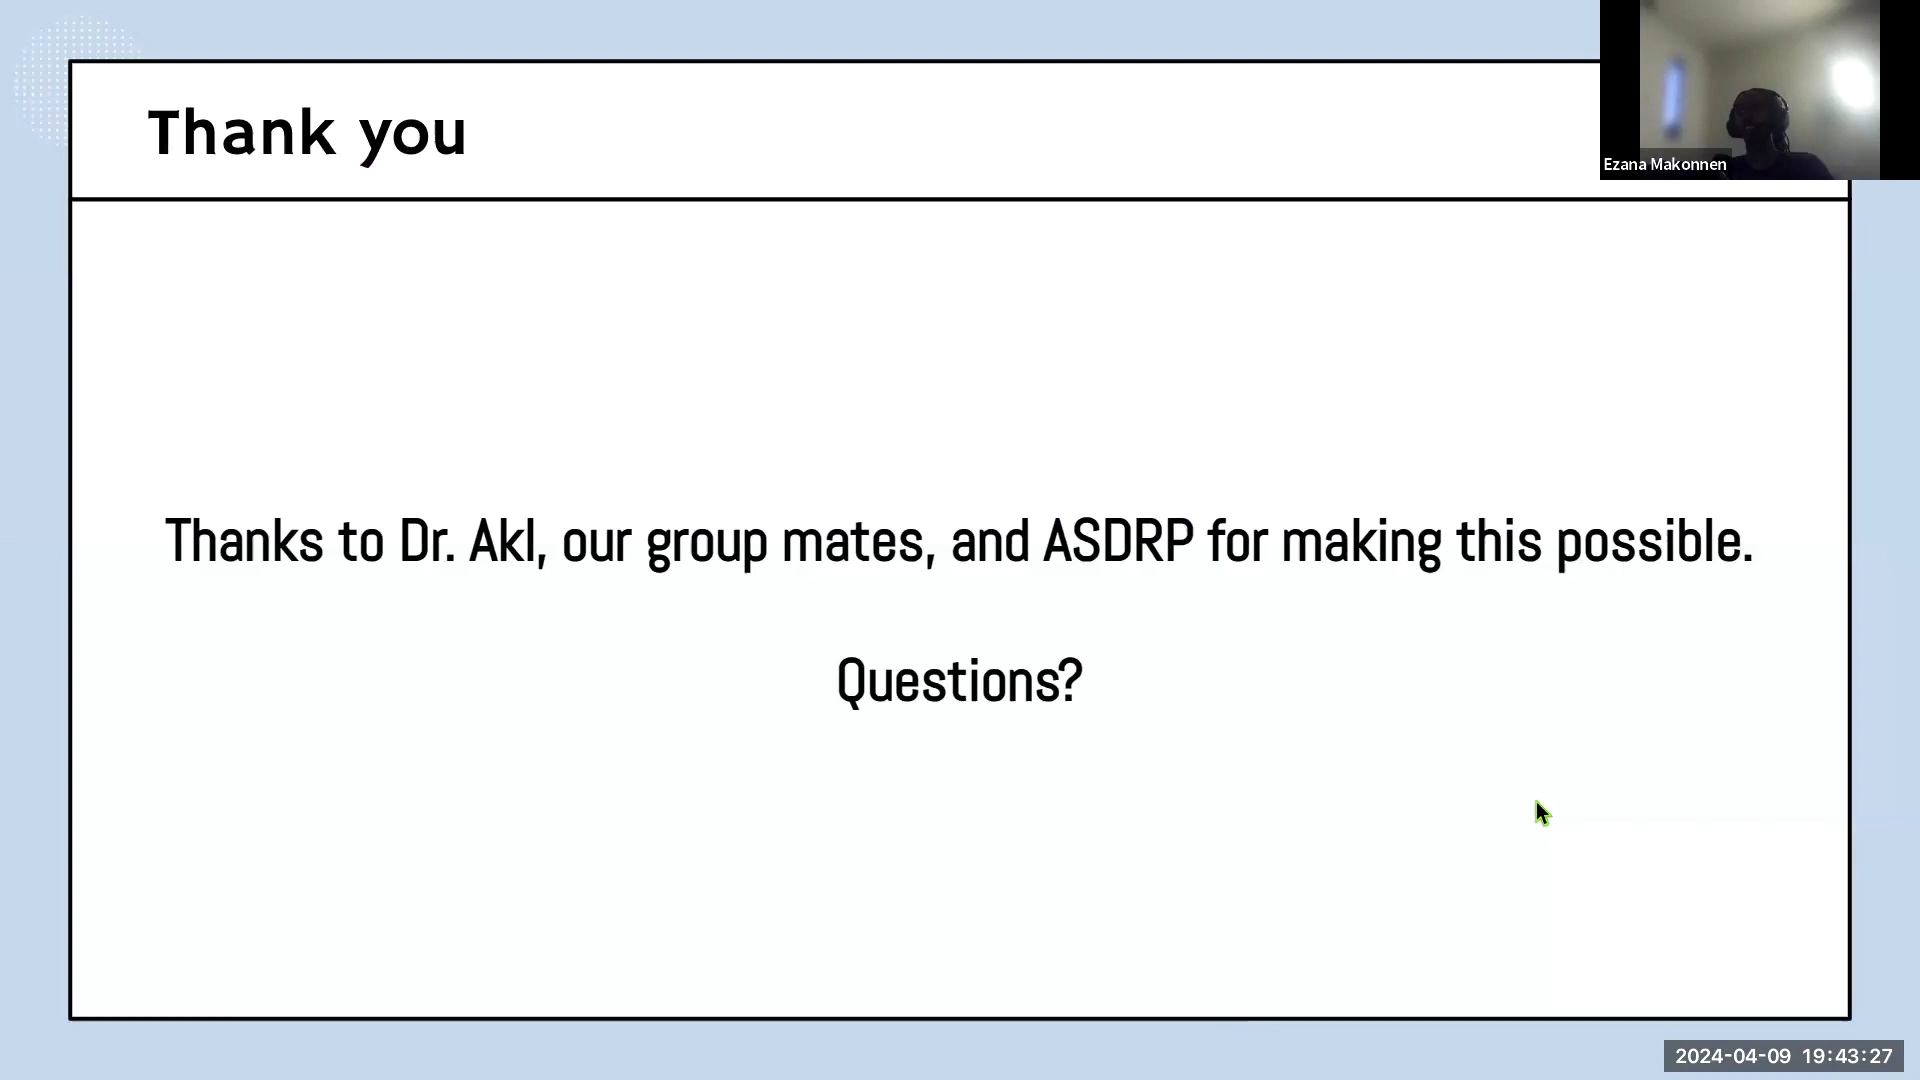 Thank you
Ezana Makonnen
Thanks to Dr. Akl, our group mates, and ASDRP for making this possible.
Questions?
2024-04-09 19:43:27